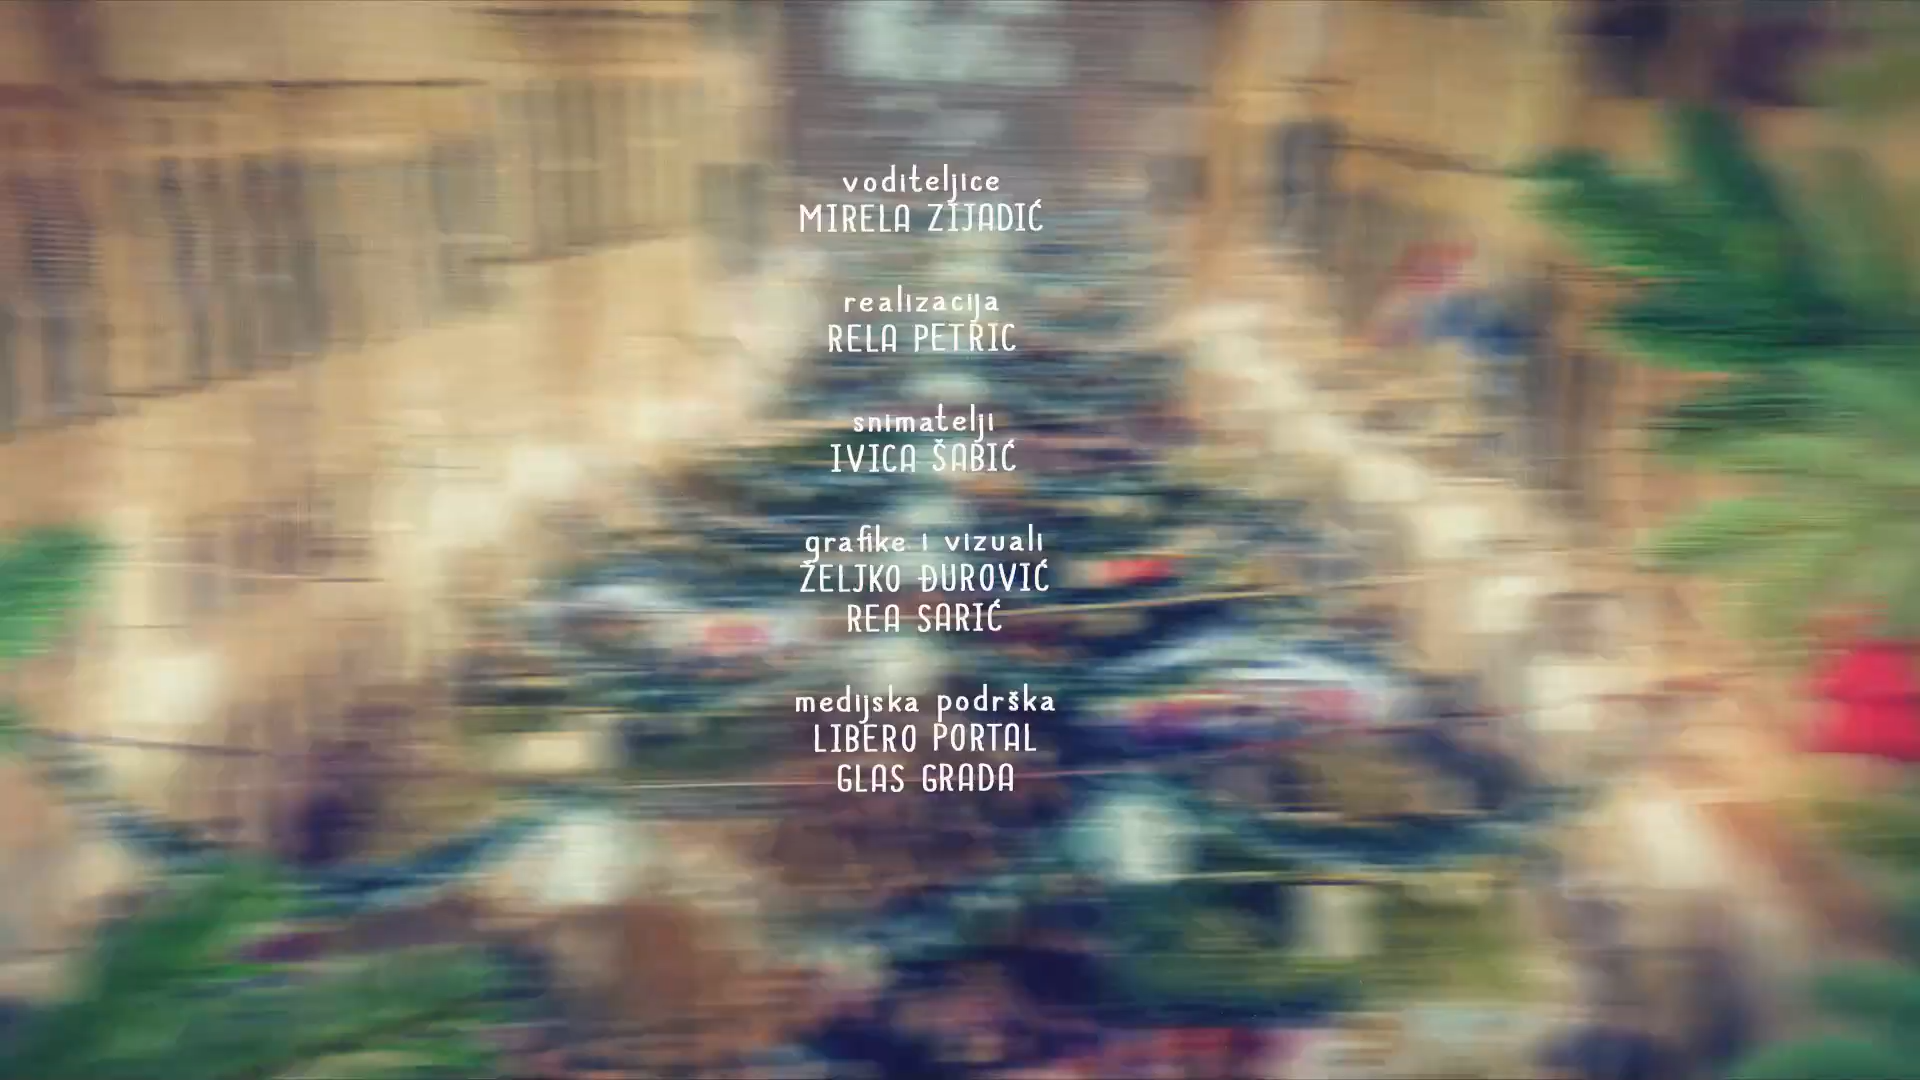 voditeljice
MIRELA ZIJADIĆ
realizacija
RELA PETRIC
snimatelji
IVICA ŠABIĆ
grafike i vizuali
ŽELJKO ĐUROVIĆ
REA SARIĆ
medijska podrška
LIBERO PORTAL
GLAS GRADA